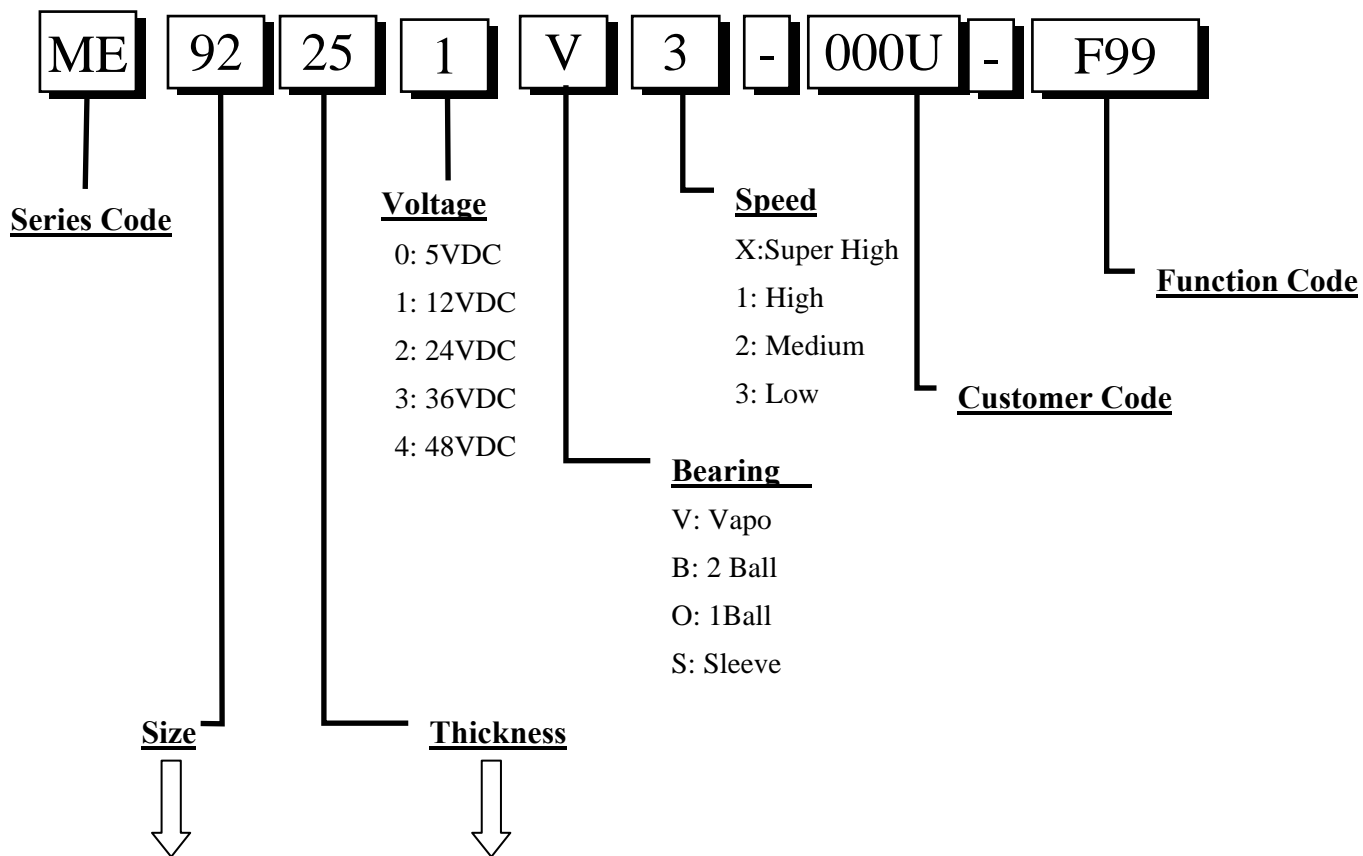 ME 92 25 1 V 3 - 000U - F99
Series Code
Voltage
0: 5VDC
1: 12VDC
2: 24VDC
3: 36VDC
4: 48VDC
Speed
X:Super High
1: High
2: Medium
3: Low
Function Code
Customer Code
Bearing
V: Vapo
B: 2 Ball
O: 1Ball
S: Sleeve
Size
Thickness